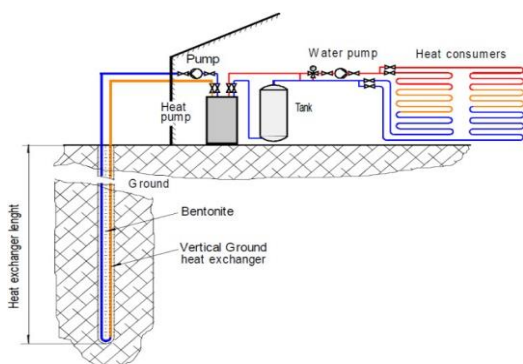 Pump
Water pump
Heat consumers
Heat
pump
Tank
Ground
Bentonite
Vertical Ground
heat exchanger
Heat exchanger lenght